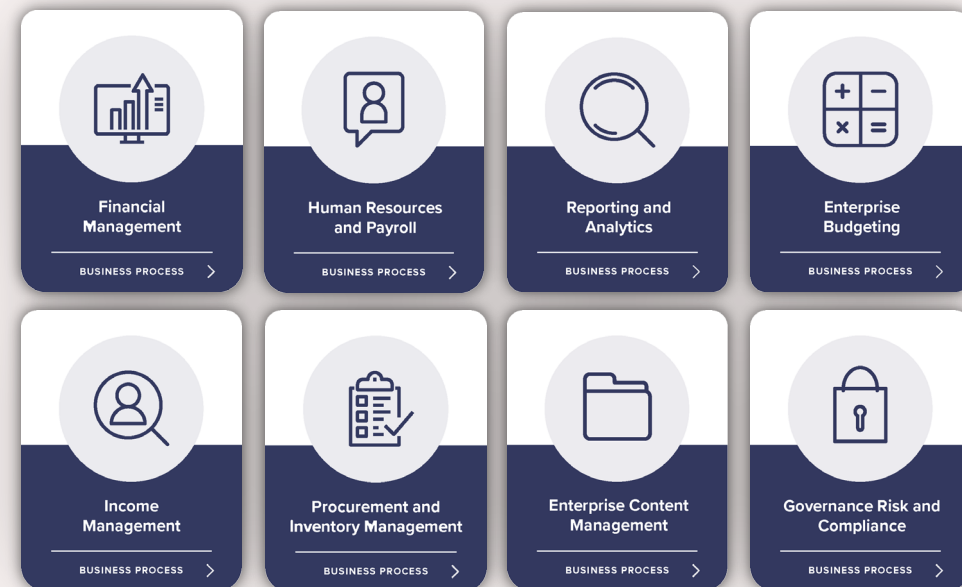 Financial
Management
BUSINESS PROCESS
Human Resources
and Payroll
BUSINESS PROCESS
Reporting and
Analytics
BUSINESS PROCESS
Enterprise
Budgeting
BUSINESS PROCESS
Income
Management
BUSINESS PROCESS
Procurement and
Inventory Management
BUSINESS PROCESS
Enterprise Content
Management
BUSINESS PROCESS
Governance Risk and
Compliance
BUSINESS PROCESS